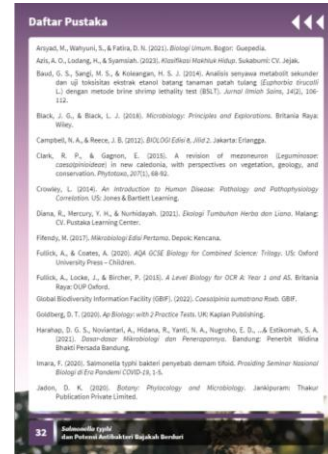 Daftar Pustaka
Arsyad, M., Wahyuni, S., & Fatira, D. N. (2021). Biologi Umum. Bogor: Guepedia.
Azis, A. O., Lodang, H., & Syamsiah. (2023). Klasifikasi Makhluk Hidup. Sukabumi: CV. Jejak.
Baud, G. S., Sangi, M. S., & Koleangan, H. S. J. (2014). Analisis senyawa metabolit sekunder
dan uji toksisitas ekstrak etanol batang tanaman patah tulang (Euphorbia tirucalli
L.) dengan metode brine shrimp lethality test (BSLT). Jurnal Ilmiah Sains, 14(2), 106-
112.
Black, J. G., & Black, L. J. (2018). Microbiology: Principles and Explorations. Britania Raya:
Wiley.
Campbell, N. A., & Reece, J. B. (2012). BIOLOGI Edisi 8, Jilid 2. Jakarta: Erlangga.
Clark, R. P., & Gagnon, E. (2015). A revision of mezoneuron (Leguminosae:
caesalpinioideae) in new caledonia, with perspectives on vegetation, geology, and
conservation. Phytotaxa, 207(1), 68-92.
Crowley, L. (2014). An Introduction to Human Disease: Pathology and Pathophysiology
Correlation. US: Jones & Bartlett Learning.
Diana, R., Mercury, Y. H., & Nurhidayah. (2021). Ekologi Tumbuhan Herba dan Liana. Malang:
CV. Pustaka Learning Center.
Fifendy, M. (2017). Mikrobiologi Edisi Pertama. Depok: Kencana.
Fullick, A., & Coates, A. (2020). AQA GCSE Biology for Combined Science: Trilogy. US: Oxford
University Press – Children.
Fullick, A., Locke, J., & Bircher, P. (2015). A Level Biology for OCR A: Year 1 and AS. Britania
Raya: OUP Oxford.
Global Biodiversity Information Facility (GBIF). (2022). Caesalpinia sumatrana Roxb. GBIF.
Goldberg, D. T. (2020). Ap Biology: with 2 Practice Tests. UK: Kaplan Publishing.
Harahap, D. G. S., Noviantari, A., Hidana, R., Yanti, N. A., Nugroho, E. D., ...& Estikomah, S. A.
(2021). Dasar-dasar Mikrobiologi dan Penerapannya. Bandung: Penerbit Widina
Bhakti Persada Bandung.
Imara, F. (2020). Salmonella typhi bakteri penyebab demam tifoid. Prosiding Seminar Nasional
Biologi di Era Pandemi COVID-19, 1-5.
Jadon, D. K. (2020). Botany: Phycology and Microbiology. Jankipuram: Thakur
Publication Private Limited.
32
Salmonella typhi
dan Potensi Antibakteri Bajakah Berduri